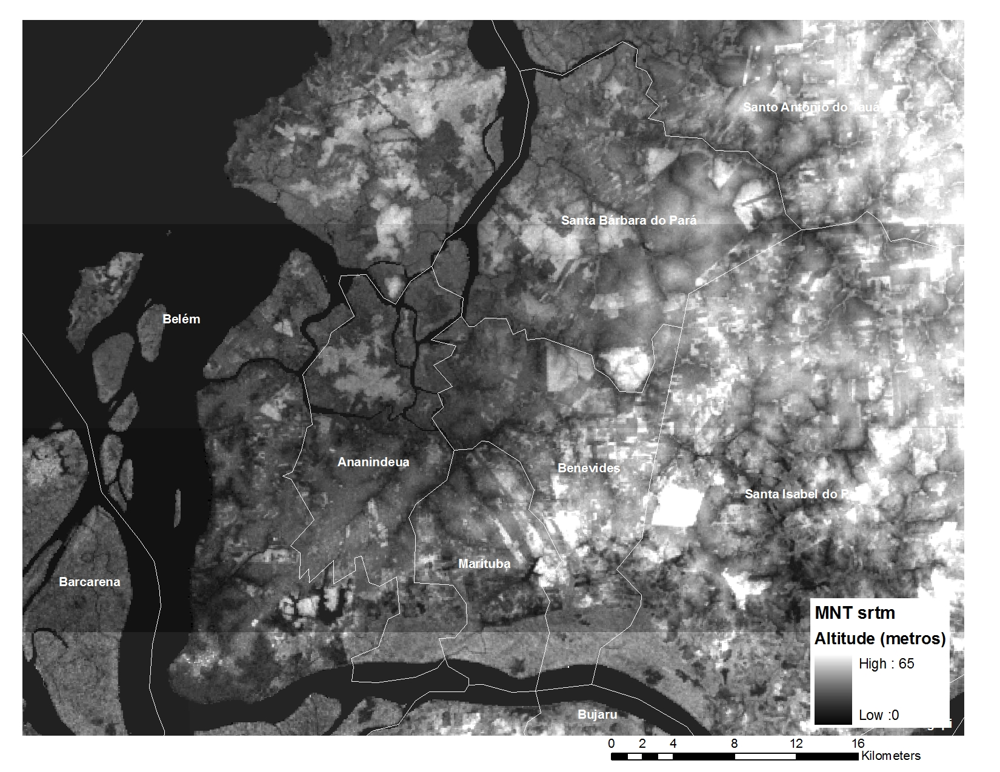 Santo Antônio do Tauá
Santa Bárbara do Pará
Belém
Ananindeua
Benevides
Santa Isabel do Pa
Marituba
Barcarena
Bujaru
MNT srtm
Altitude (metros)
High : 65
Low :0
0 2 4 8 12 16
Kilometers